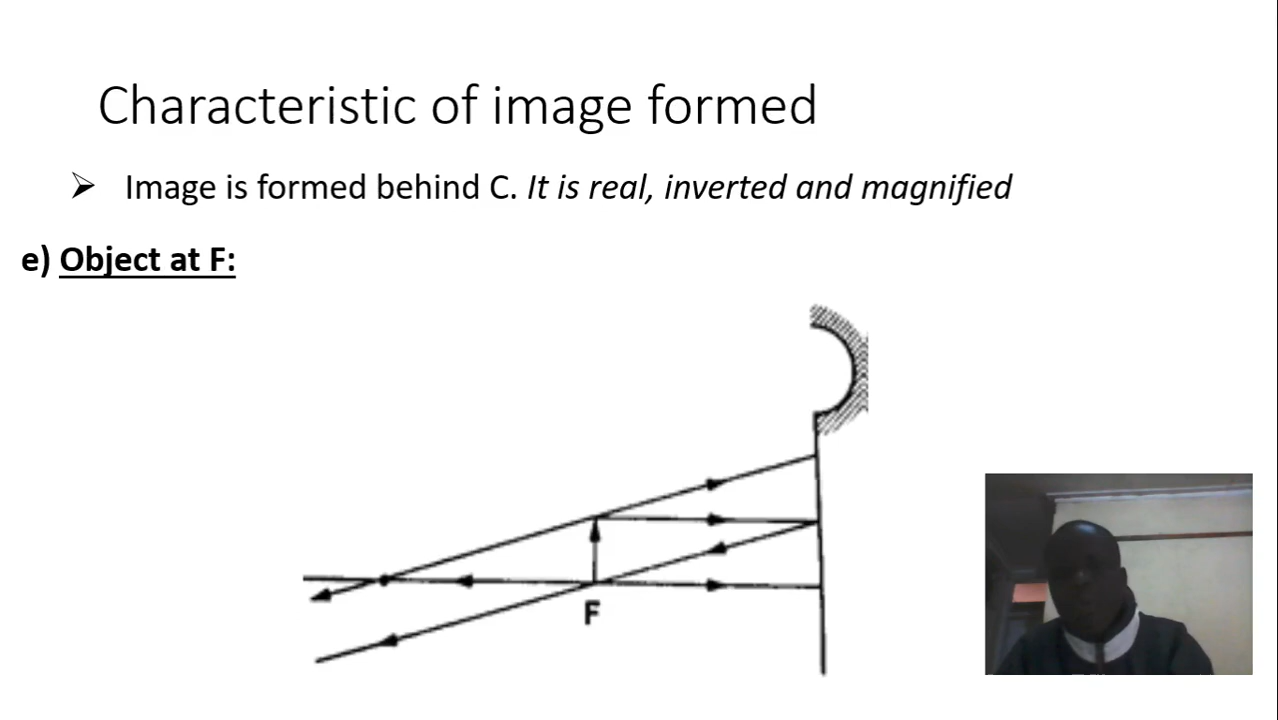 Characteristic of image formed
➢ Image is formed behind C. It is real, inverted and magnified
e) Object at F:
F